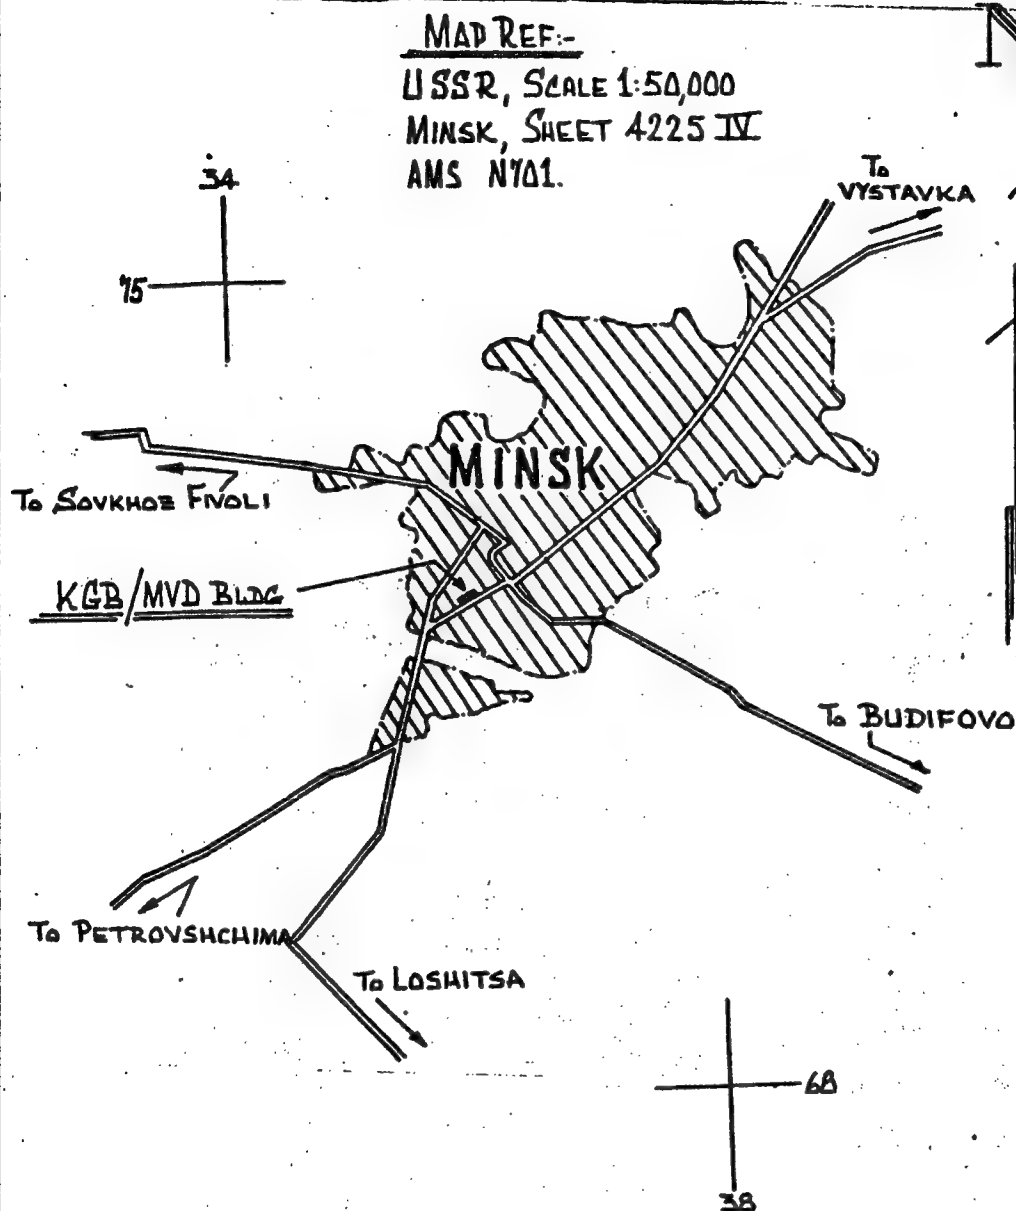 MAP REF:-
USSR, SCALE 1:50,000
MINSK, SHEET 4225 IV
AMS N701.
N
34
75
TO
VYSTAVKA
MINSK
TO SOVKHOZ FIVOLI
KGB/MVD BLDG
TO BUDIFOVO
TO PETROVSHCHIMA
TO LOSHITSA
68
38